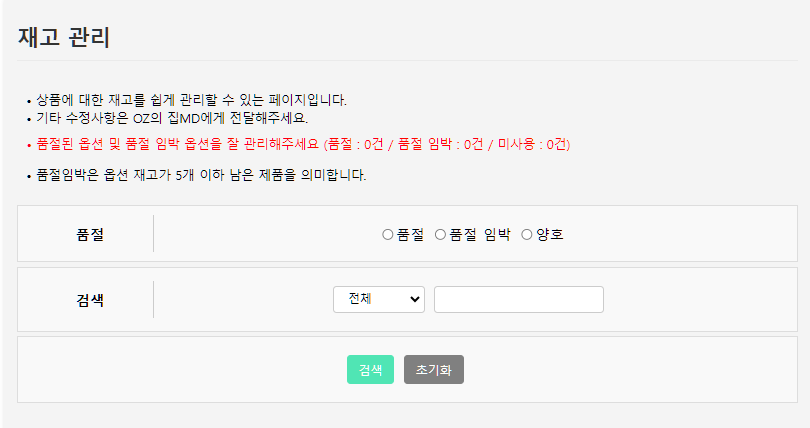 재고 관리
• 상품에 대한 재고를 쉽게 관리할 수 있는 페이지입니다.
• 기타 수정사항은 OZ의 집MD에게 전달해주세요.
• 품절된 옵션 및 품절 임박 옵션을 잘 관리해주세요 (품절 : 0건 / 품절 임박 : 0건 / 미사용 : 0건)
• 품절임박은 옵션 재고가 5개 이하 남은 제품을 의미합니다.
품절 품절 품절 임박 양호
검색 전체
검색 초기화